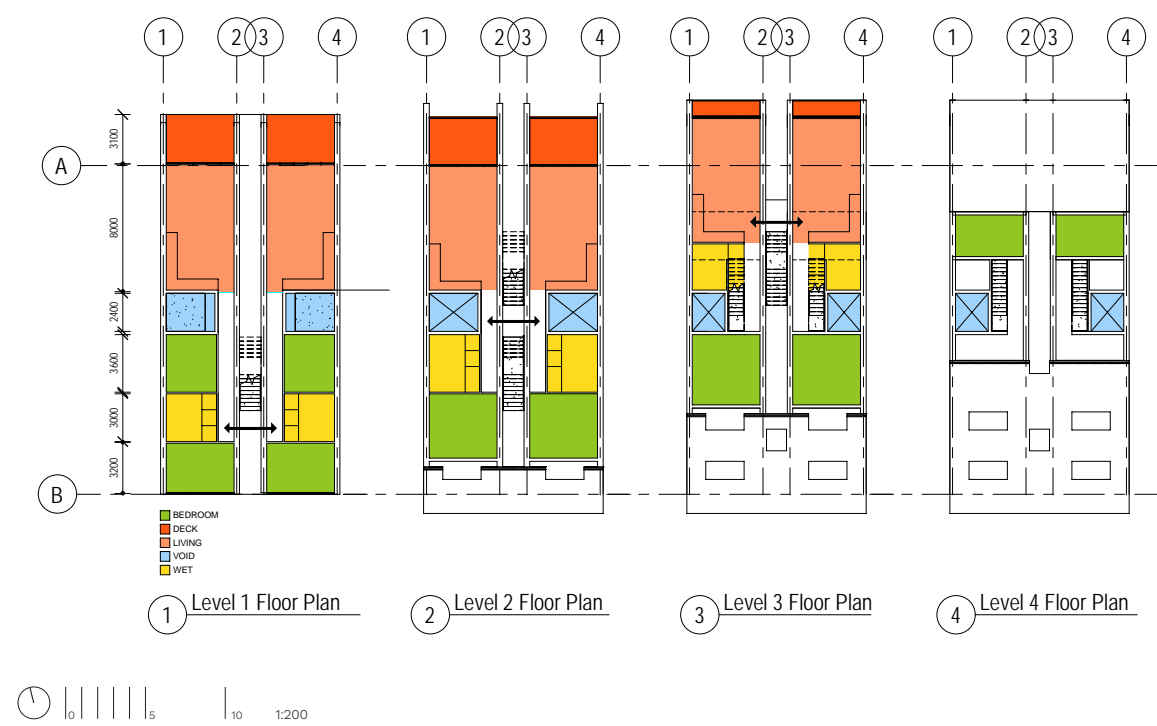 1 2 3 4 1 2 3 4 1 2 3 4 1 2 3 4
3100
A
8000
2400
3600
3000
3200
B
BEDROOM
DECK
LIVING
VOID
WET
1 Level 1 Floor Plan
2 Level 2 Floor Plan
3 Level 3 Floor Plan
4 Level 4 Floor Plan
0 5 10 1:200